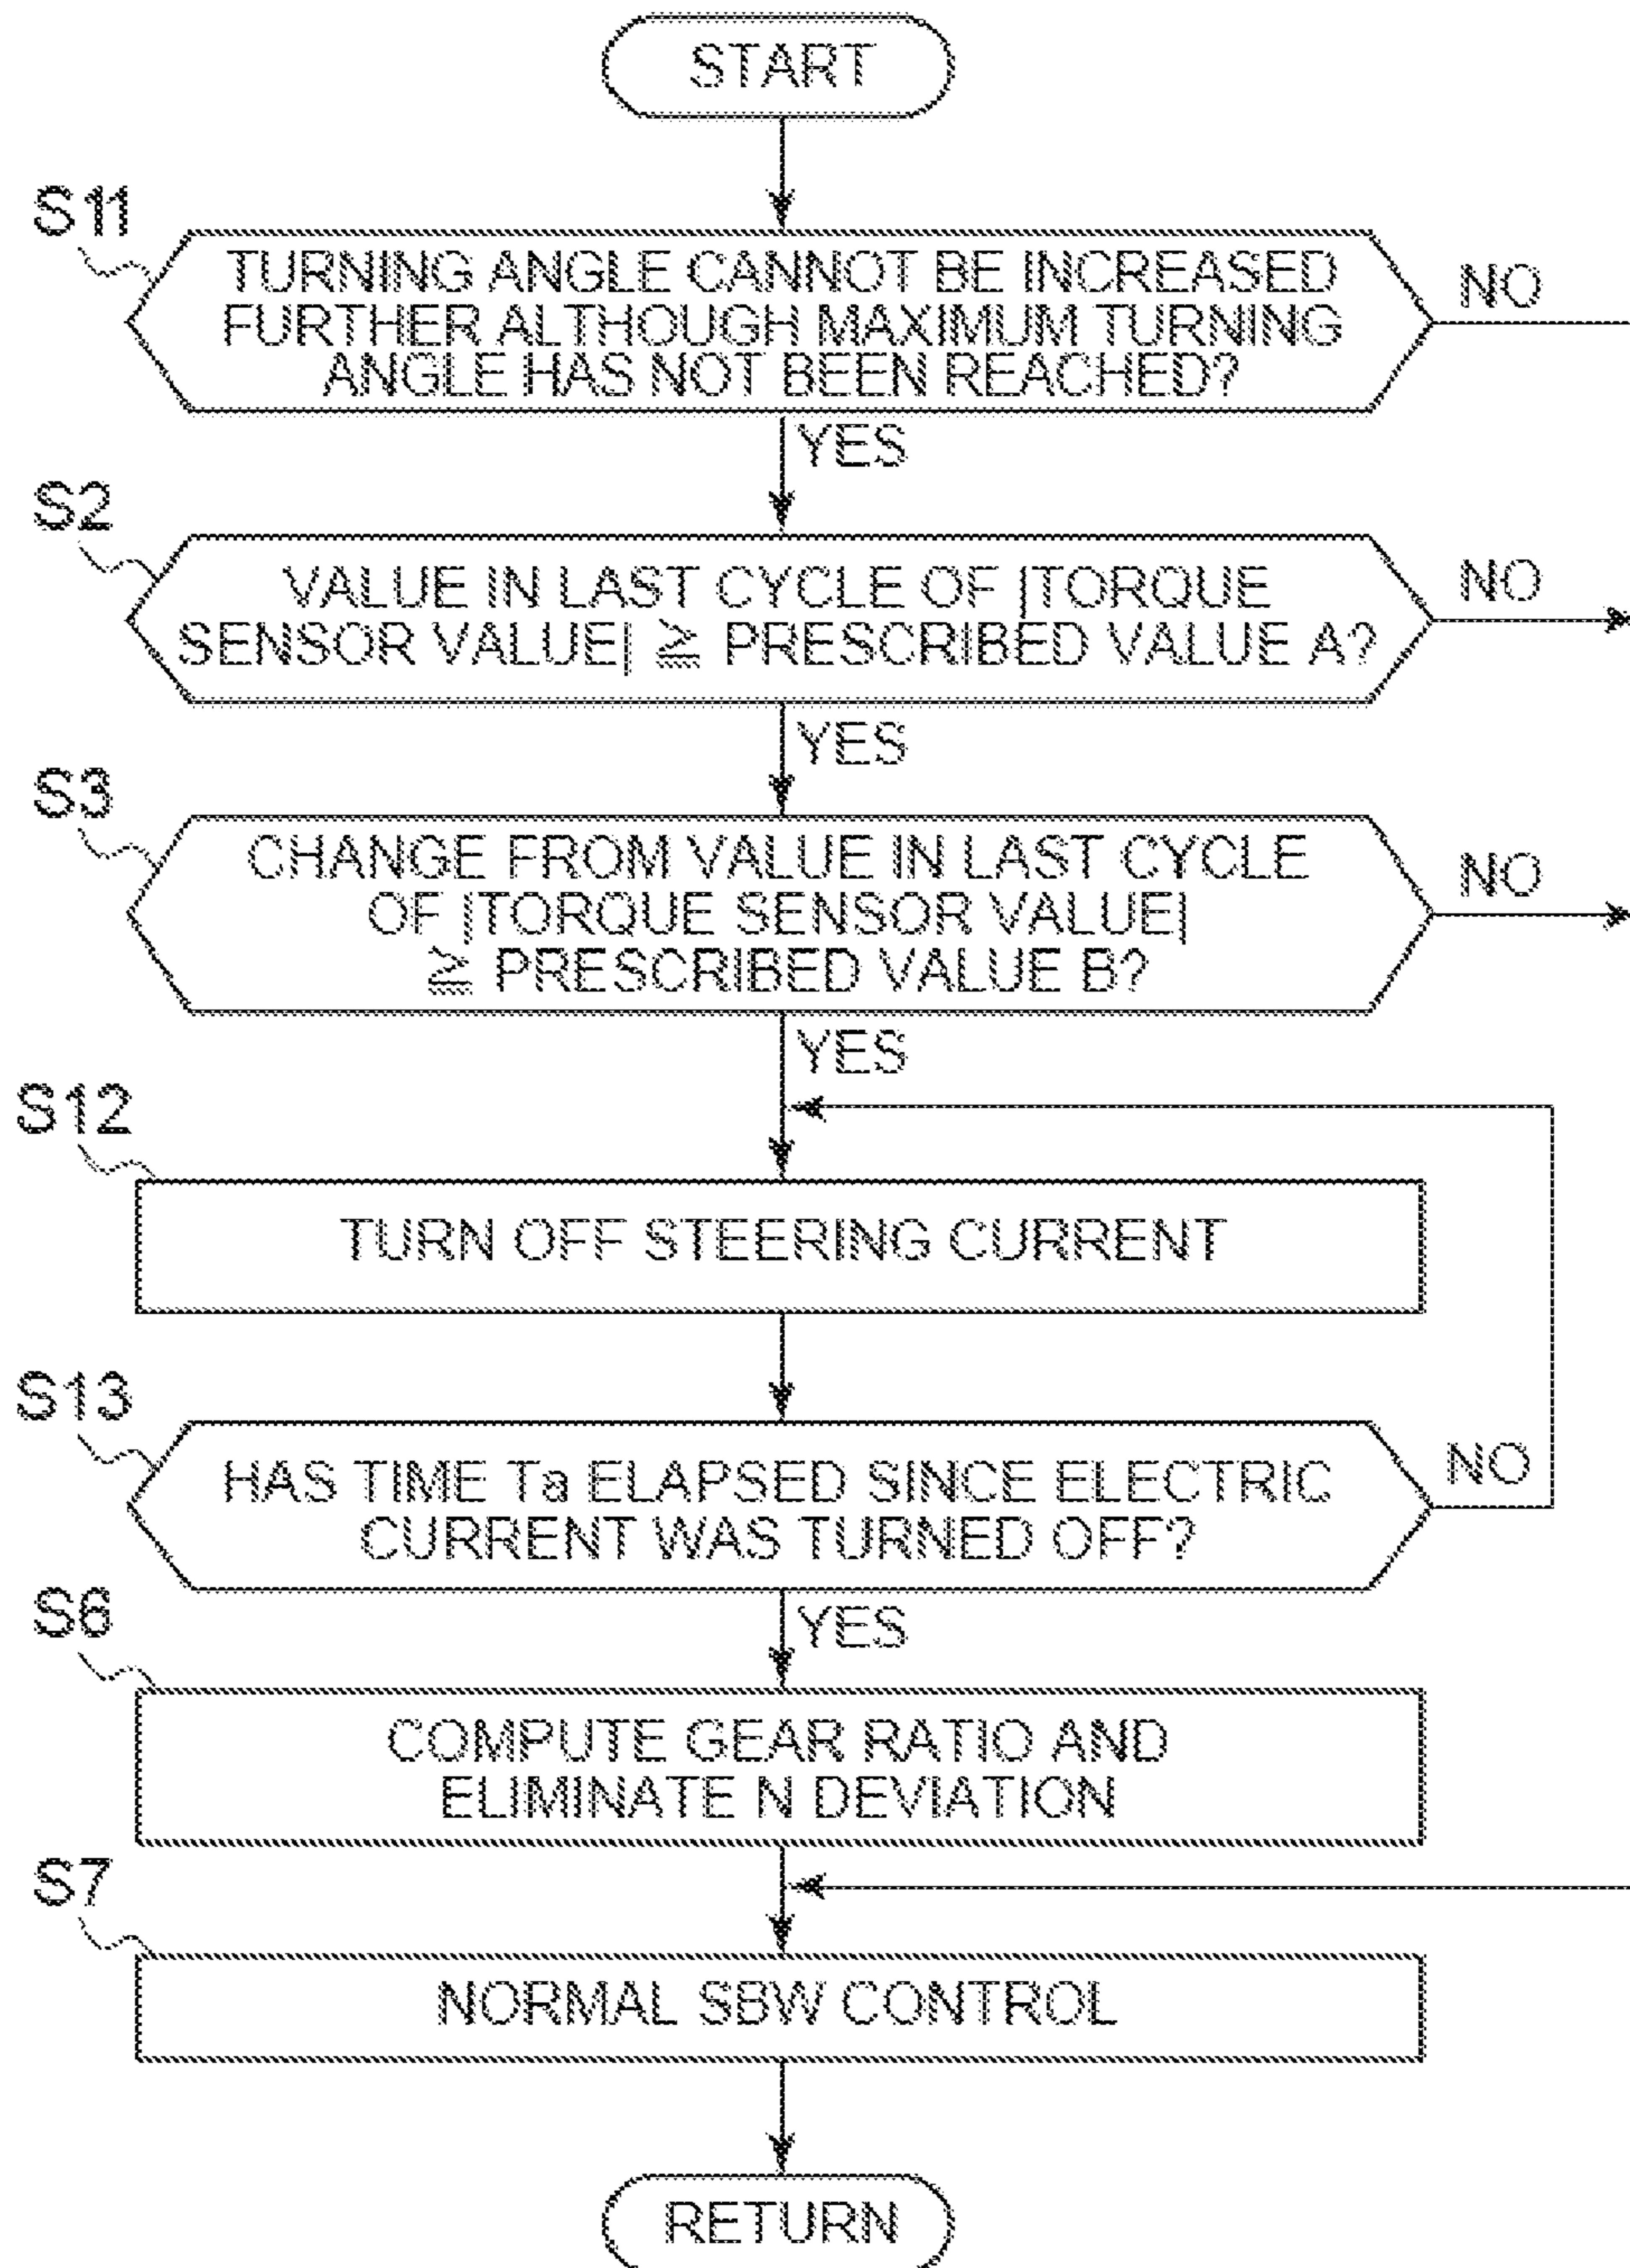 START
S11
TURNING ANGLE CANNOT BE INCREASED
FURTHER ALTHOUGH MAXIMUM TURNING
ANGLE HAS NOT BEEN REACHED?
NO
YES
S2
VALUE IN LAST CYCLE OF |TORQUE
SENSOR VALUE| ≧ PRESCRIBED VALUE A?
NO
YES
S3
CHANGE FROM VALUE IN LAST CYCLE
OF |TORQUE SENSOR VALUE|
≧ PRESCRIBED VALUE B?
NO
YES
S12
TURN OFF STEERING CURRENT
S13
HAS TIME Ta ELAPSED SINCE ELECTRIC
CURRENT WAS TURNED OFF?
NO
YES
S6
COMPUTE GEAR RATIO AND
ELIMINATE N DEVIATION
S7
NORMAL SBW CONTROL
RETURN